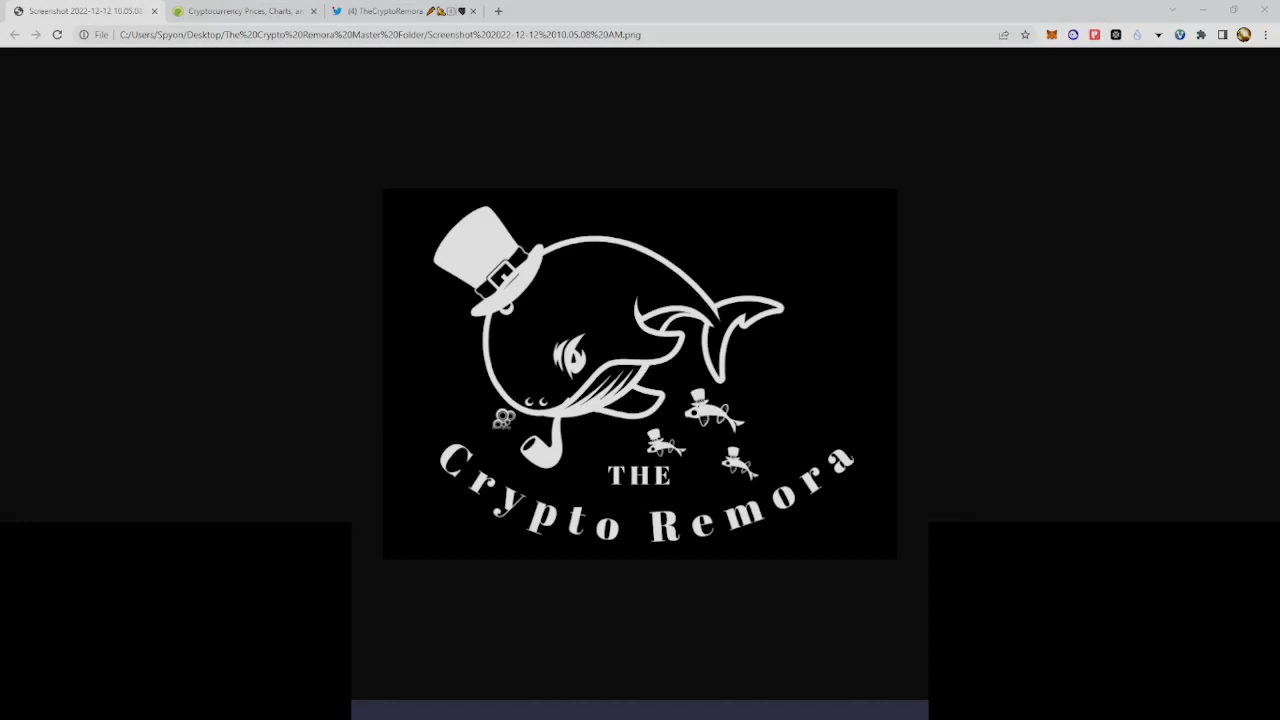 Screenshot 2022-12-12 10.05.08
Cryptocurrency Prices, Charts, an
(4) TheCryptoRemora
File
C:/Users/Spyon/Desktop/The%20Crypto%20Remora%20Master%20Folder/Screenshot%202022-12-12%2010.05.08%20AM.png
THE
Crypto Remora